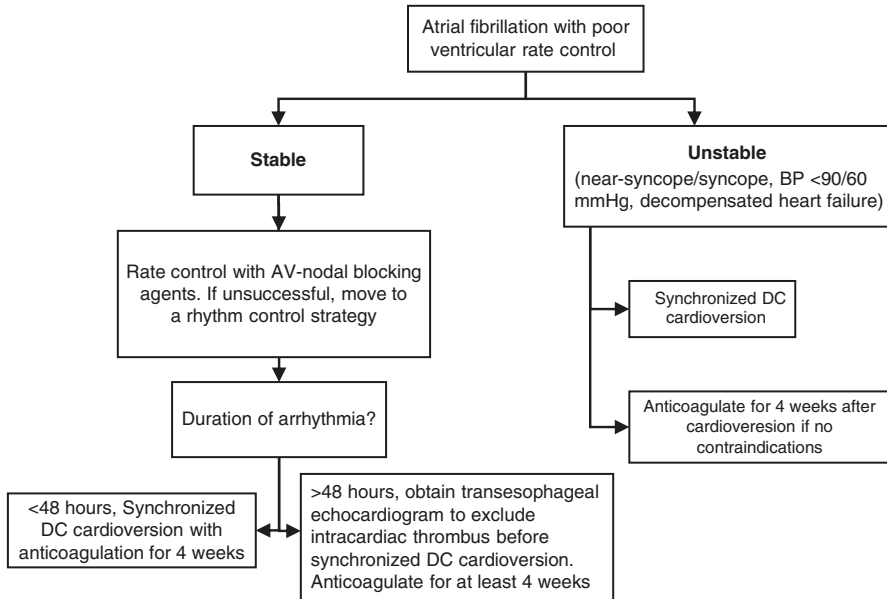 Atrial fibrillation with poor
ventricular rate control
Stable
Unstable
(near-syncope/syncope, BP <90/60
mmHg, decompensated heart failure)
Rate control with AV-nodal blocking
agents. If unsuccessful, move to
a rhythm control strategy
Synchronized DC
cardioversion
Duration of arrhythmia?
Anticoagulate for 4 weeks after
cardioveresion if no
contraindications
<48 hours, Synchronized
DC cardioversion with
anticoagulation for 4 weeks
>48 hours, obtain transesophageal
echocardiogram to exclude
intracardiac thrombus before
synchronized DC cardioversion.
Anticoagulate for at least 4 weeks